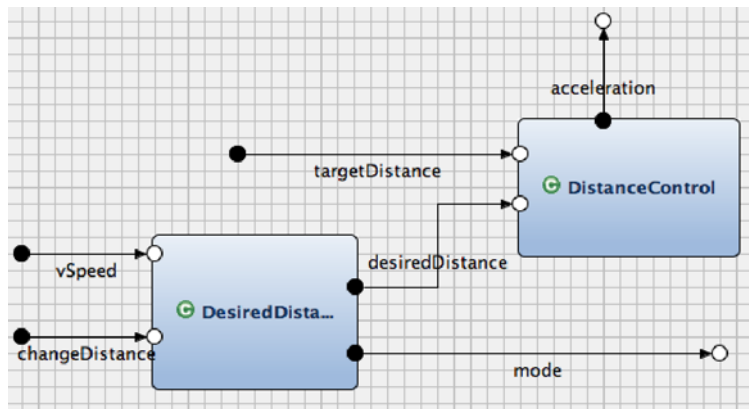 acceleration
targetDistance
C DistanceControl
desiredDistance
vSpeed
C DesiredDista...
changeDistance
mode